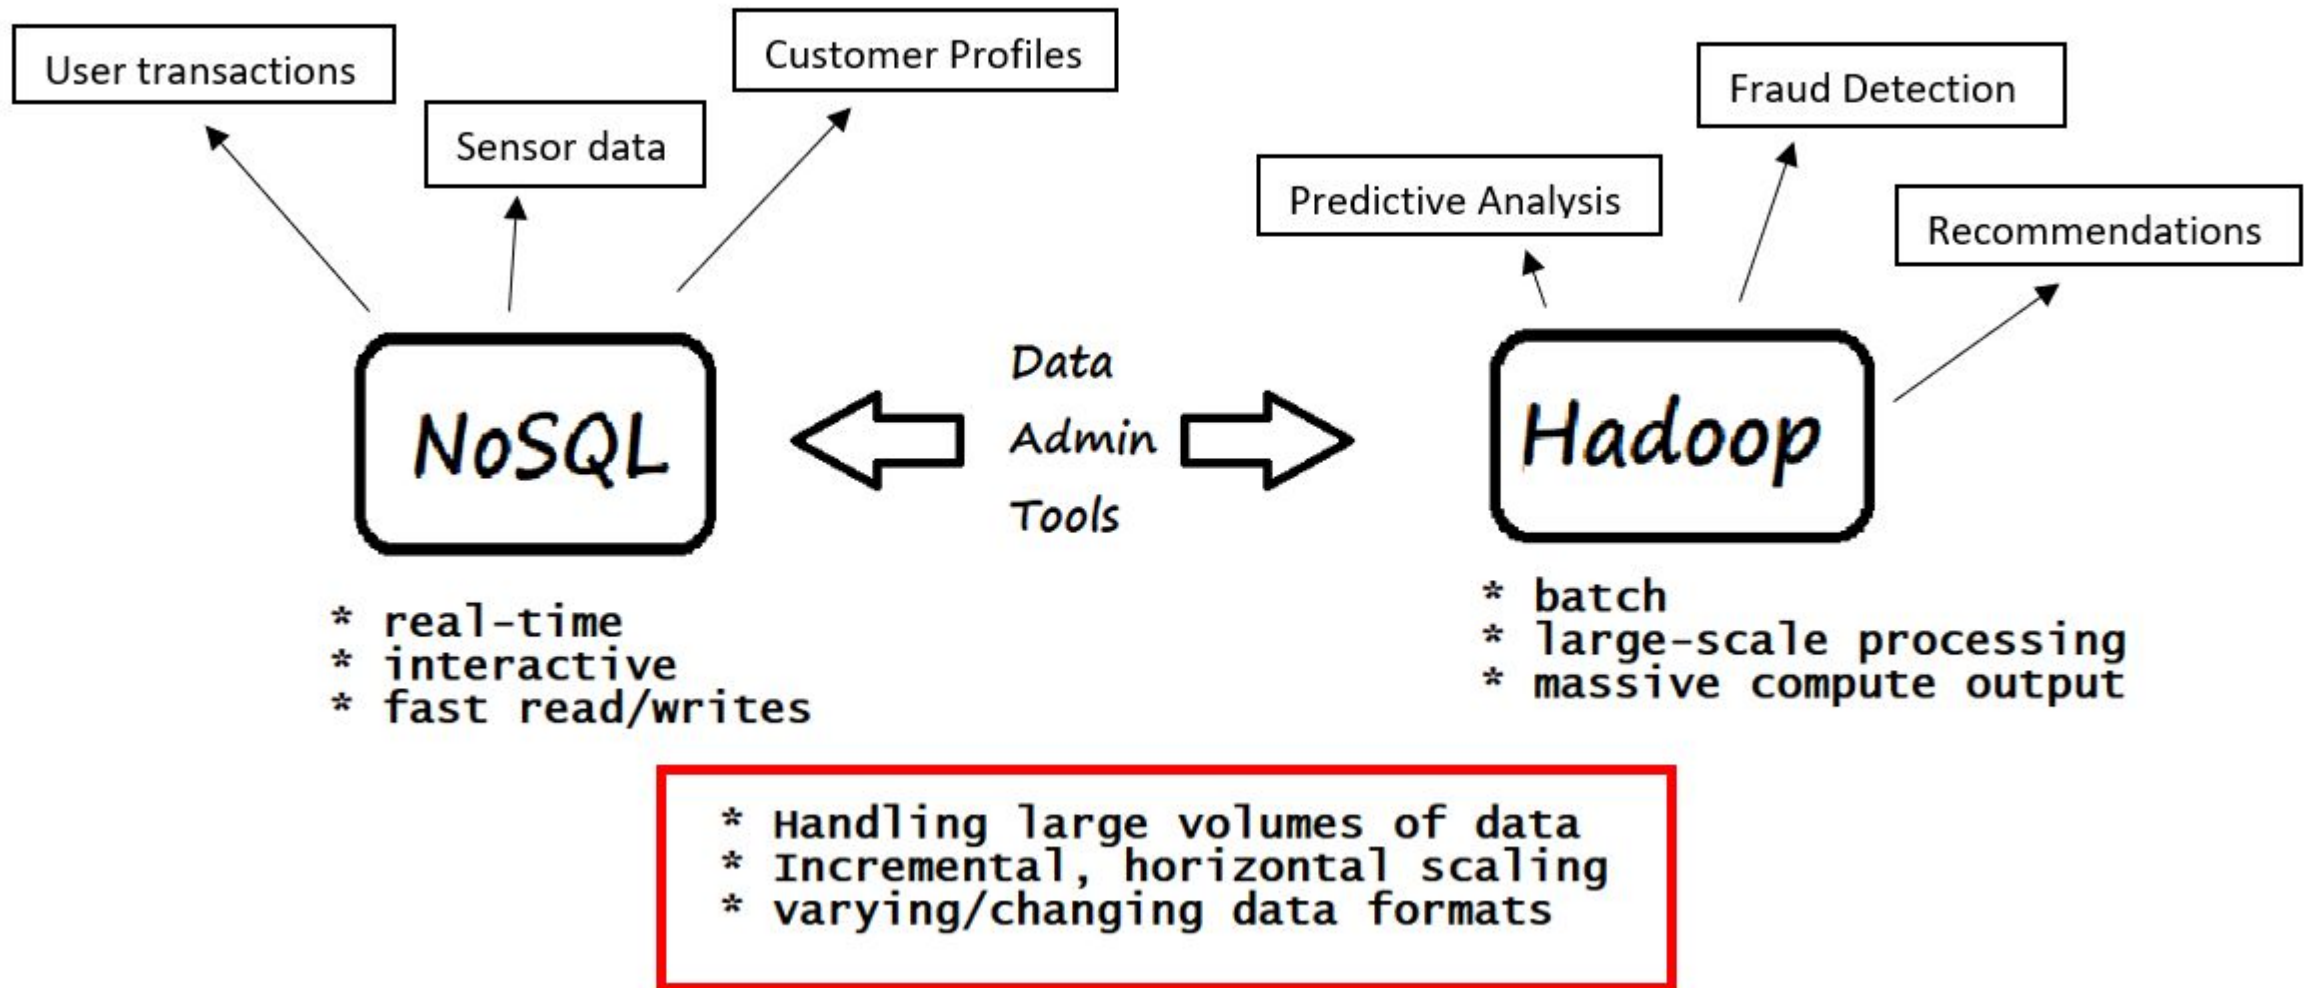 User transactions
Sensor data
Customer Profiles
Predictive Analysis
Fraud Detection
Recommendations
NoSQL
Data
Admin
Tools
Hadoop
* real-time
* interactive
* fast read/writes
* batch
* large-scale processing
* massive compute output
* Handling large volumes of data
* Incremental, horizontal scaling
* varying/changing data formats